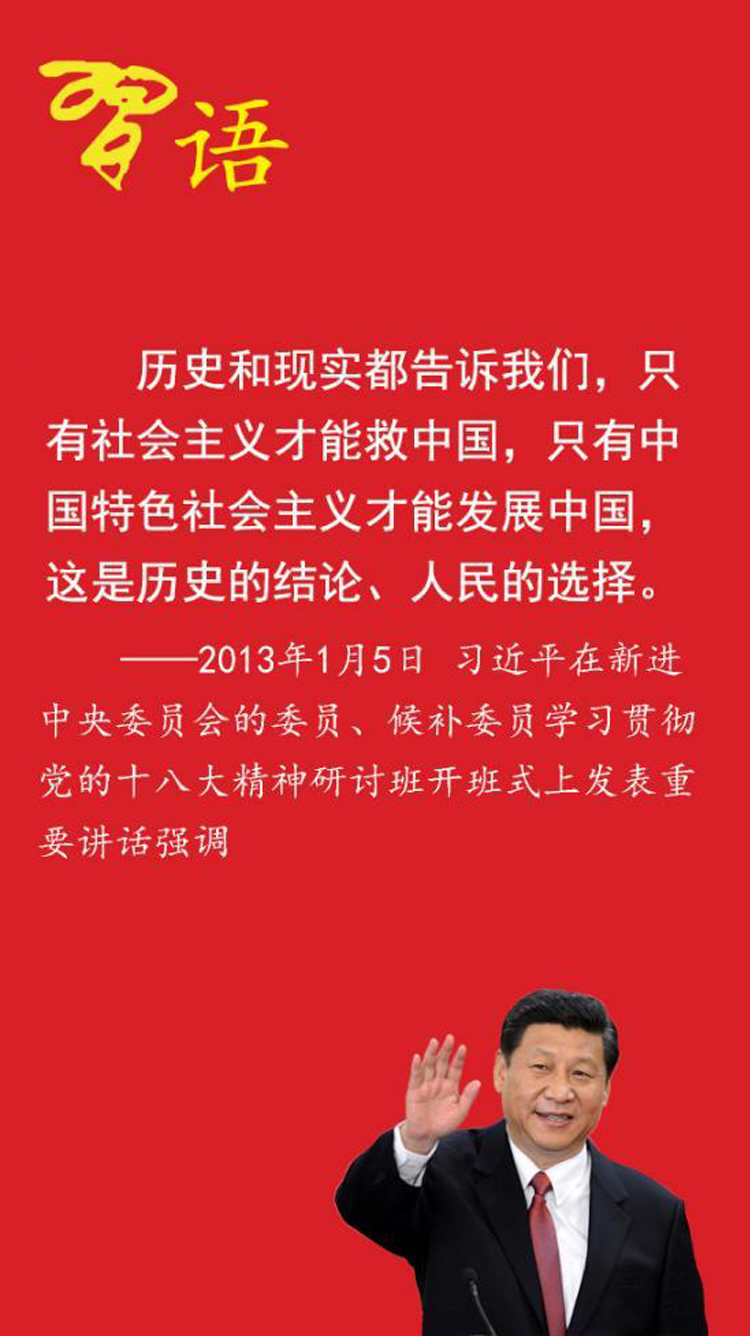 習语
历史和现实都告诉我们，只
有社会主义才能救中国，只有中
国特色社会主义才能发展中国，
这是历史的结论、人民的选择。
——2013年1月5日 习近平在新进
中央委员会的委员、候补委员学习贯彻
党的十八大精神研讨班开班式上发表重
要讲话强调